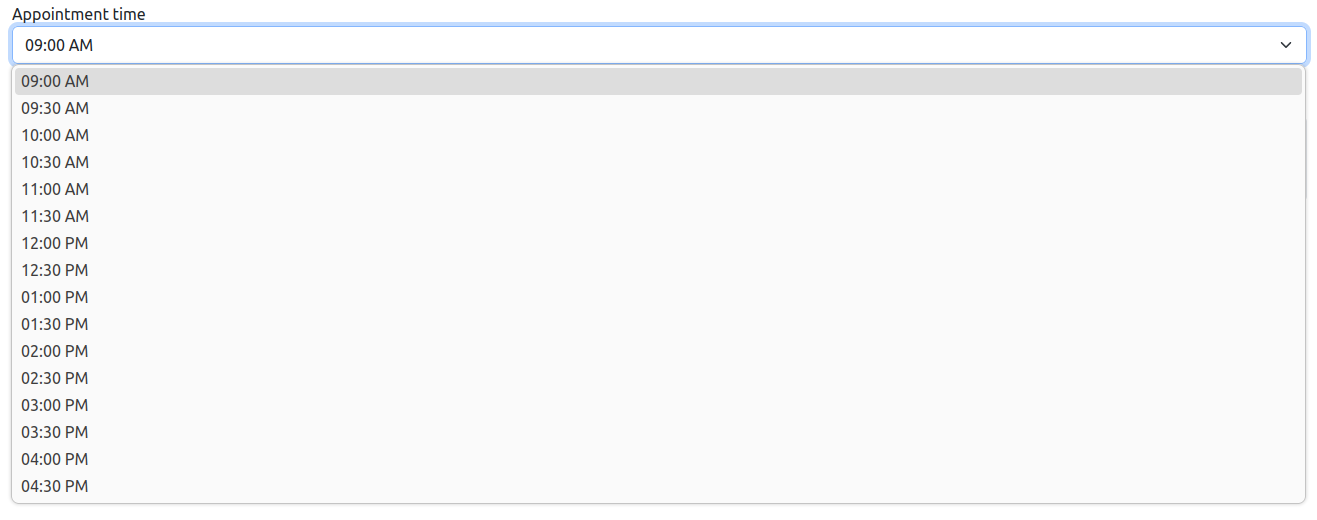 Appointment time
09:00 AM
09:00 AM
09:30 AM
10:00 AM
10:30 AM
11:00 AM
11:30 AM
12:00 PM
12:30 PM
01:00 PM
01:30 PM
02:00 PM
02:30 PM
03:00 PM
03:30 PM
04:00 PM
04:30 PM